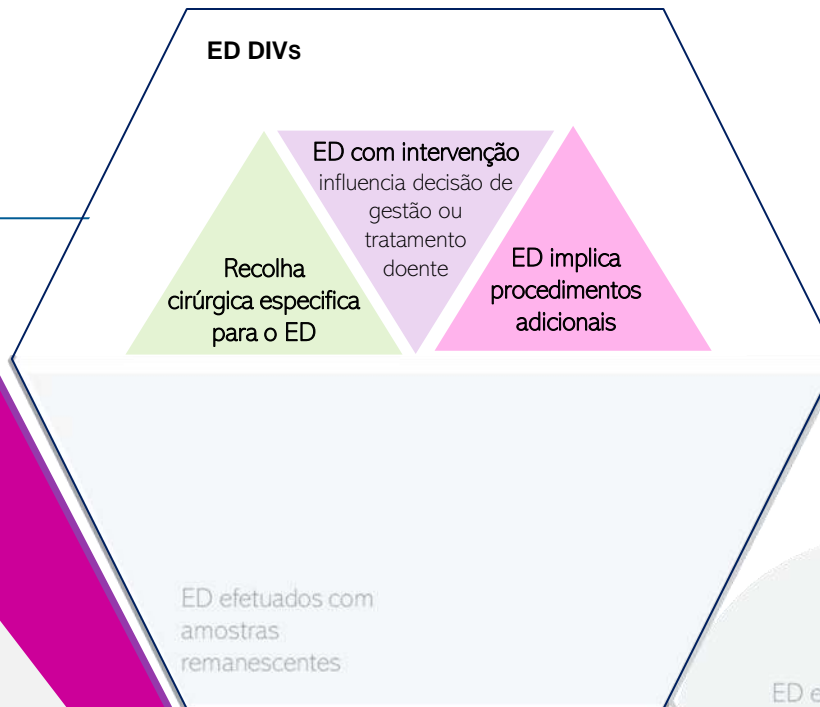 ED DIVs
ED com intervenção
influencia decisão de
gestão ou
tratamento
doente
Recolha
cirúrgica especifica
para o ED
ED implica
procedimentos
adicionais
ED efetuados com
amostras
remanescentes
ED e